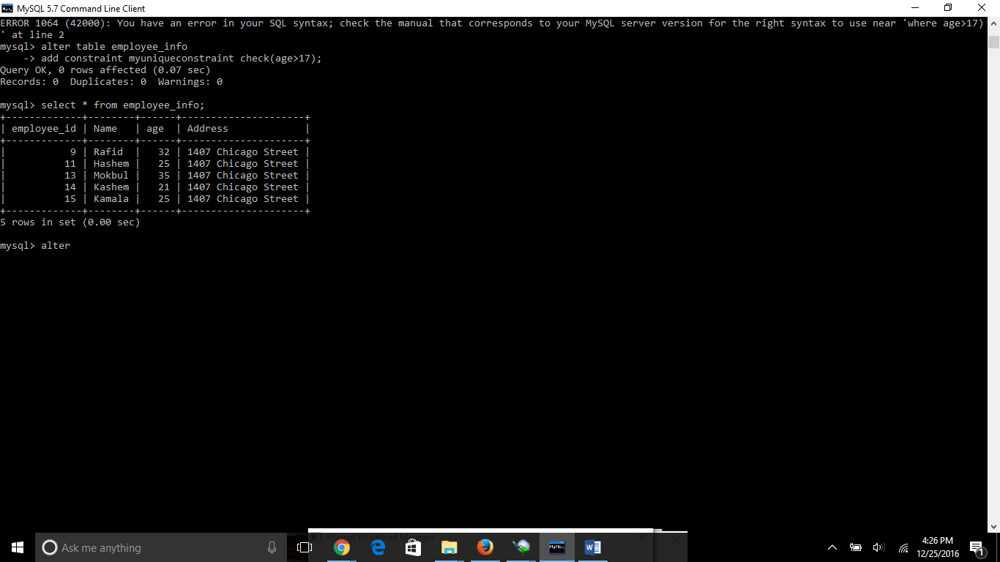 MySQL 5.7 Command Line Client
ERROR 1064 (42000): You have an error in your SQL syntax; check the manual that corresponds to your MySQL server version for the right syntax to use near 'where age>17)
' at line 2
mysql> alter table employee_info
    -> add constraint myuniqueconstraint check(age>17);
Query OK, 0 rows affected (0.07 sec)
Records: 0  Duplicates: 0  Warnings: 0
mysql> select * from employee_info;
+-------------+--------+------+---------------------+
| employee_id | Name   | age  | Address             |
+-------------+--------+------+---------------------+
|           9 | Rafid  |   32 | 1407 Chicago Street |
|          11 | Hashem |   25 | 1407 Chicago Street |
|          13 | Mokbul |   35 | 1407 Chicago Street |
|          14 | Kashem |   21 | 1407 Chicago Street |
|          15 | Kamala |   25 | 1407 Chicago Street |
+-------------+--------+------+---------------------+
5 rows in set (0.00 sec)
mysql> alter
Internet Download Manager
Ask me anything
4:26 PM
12/25/2016
1